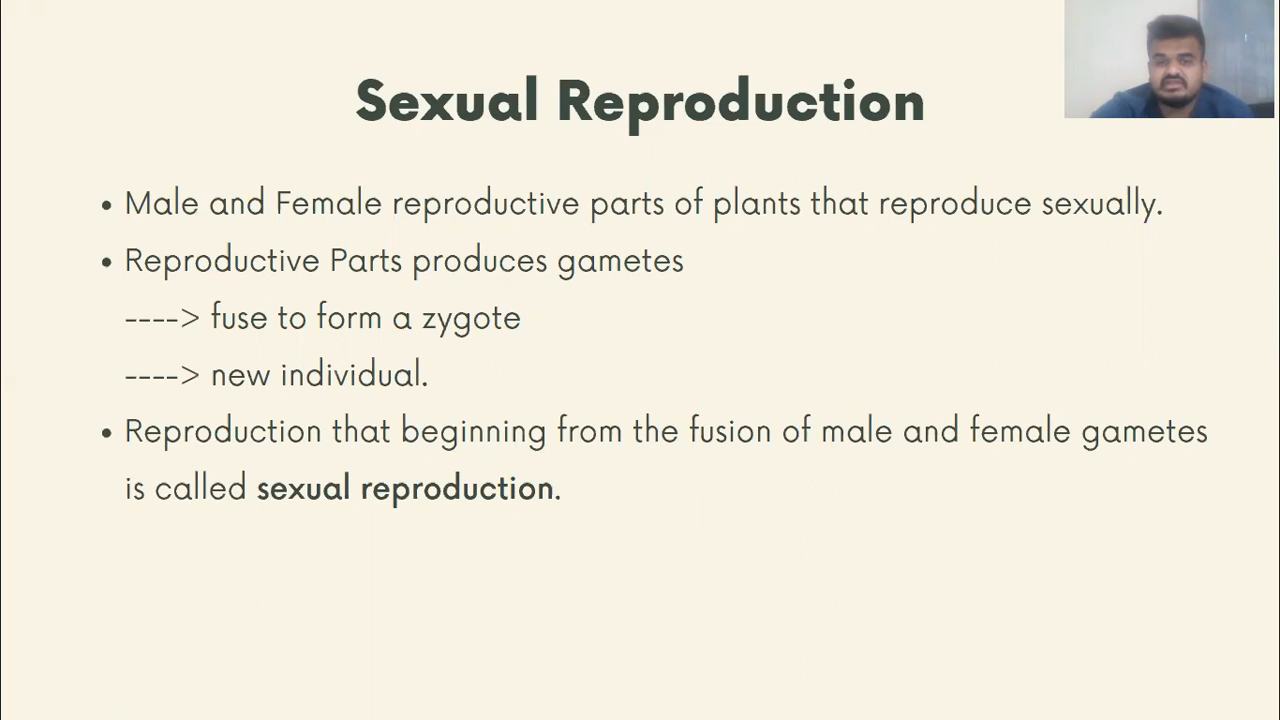 Sexual Reproduction
• Male and Female reproductive parts of plants that reproduce sexually.
• Reproductive Parts produces gametes
----> fuse to form a zygote
----> new individual.
• Reproduction that beginning from the fusion of male and female gametes
is called sexual reproduction.